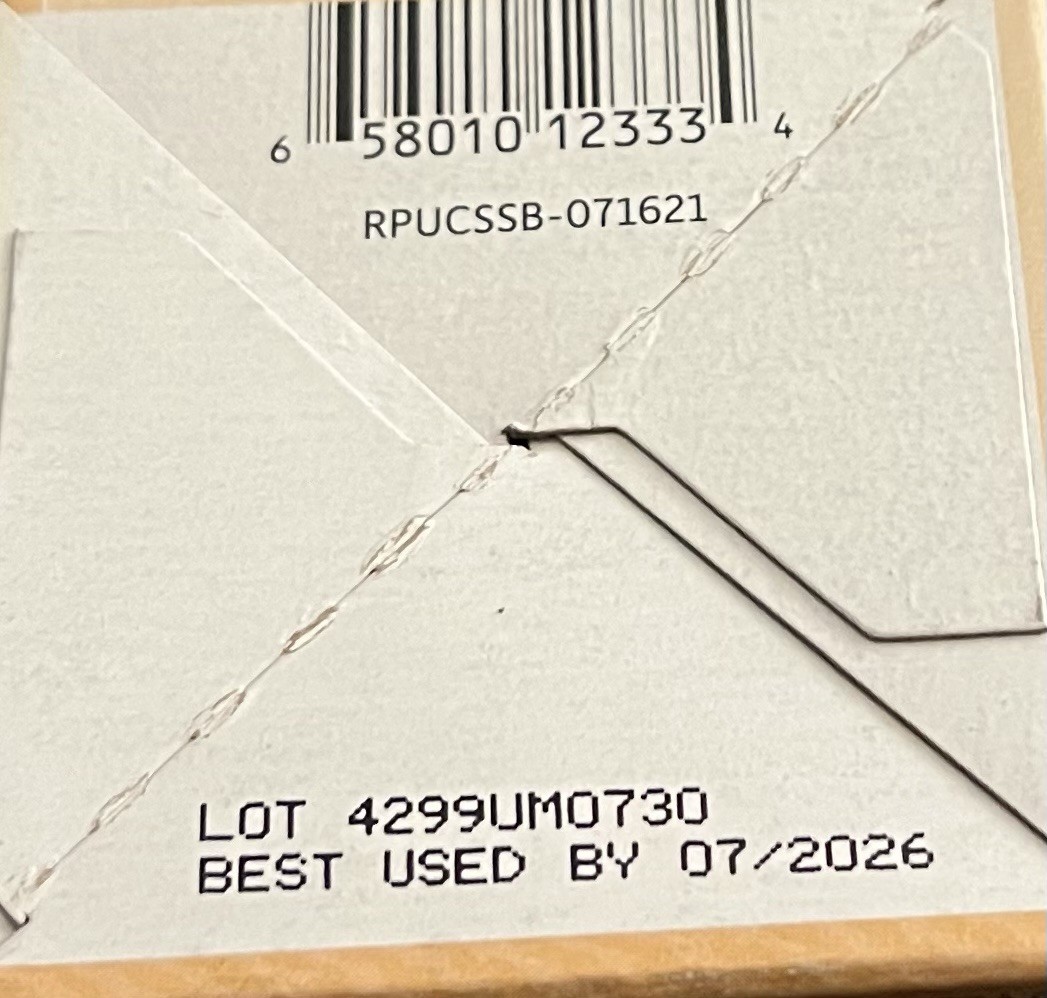 6 58010 12333 4
RPUCSSB-071621
LOT 4299UM0730
BEST USED BY 07/2026